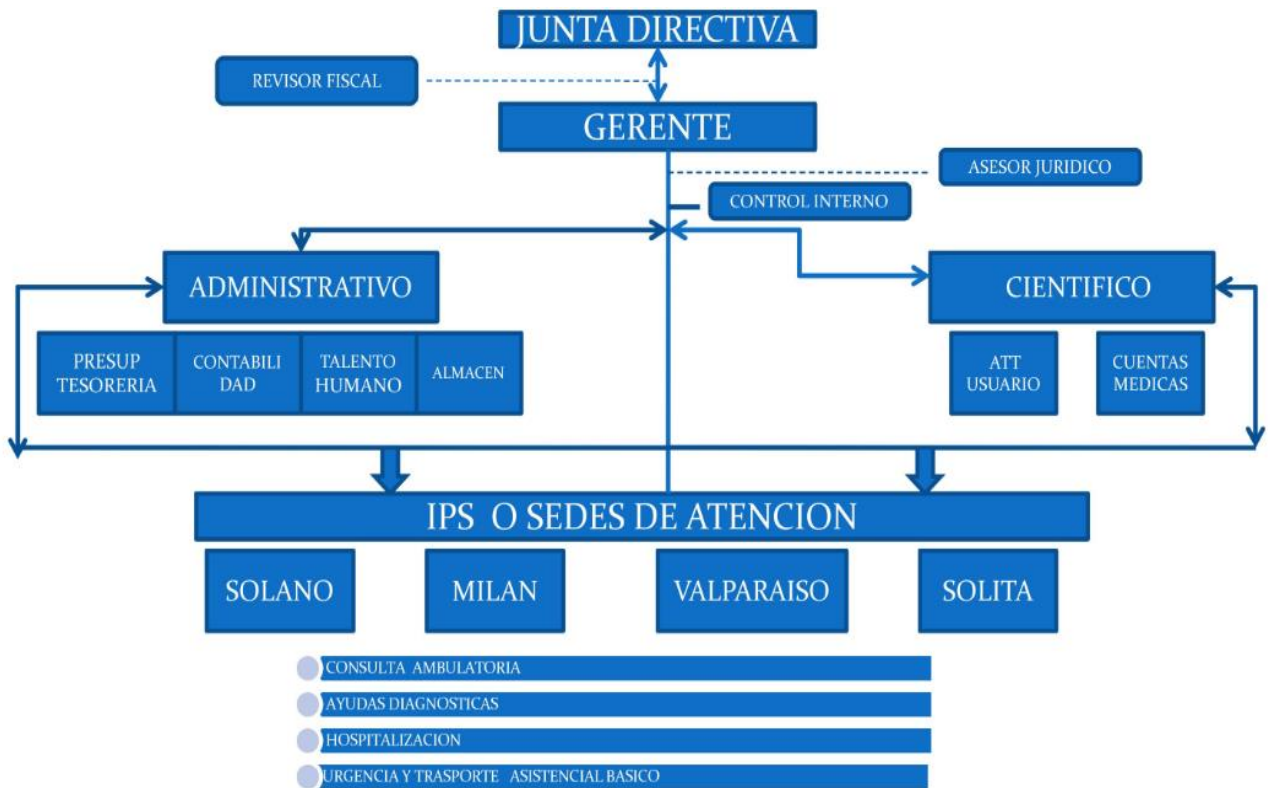 JUNTA DIRECTIVA
REVISOR FISCAL
GERENTE
ASESOR JURIDICO
CONTROL INTERNO
ADMINISTRATIVO
CIENTIFICO
PRESUP
TESORERIA
CONTABILI
DAD
TALENTO
HUMANO
ALMACEN
ATT
USUARIO
CUENTAS
MEDICAS
IPS O SEDES DE ATENCION
SOLANO
MILAN
VALPARAISO
SOLITA
CONSULTA AMBULATORIA
AYUDAS DIAGNOSTICAS
HOSPITALIZACION
URGENCIA Y TRASPORTE ASISTENCIAL BASICO